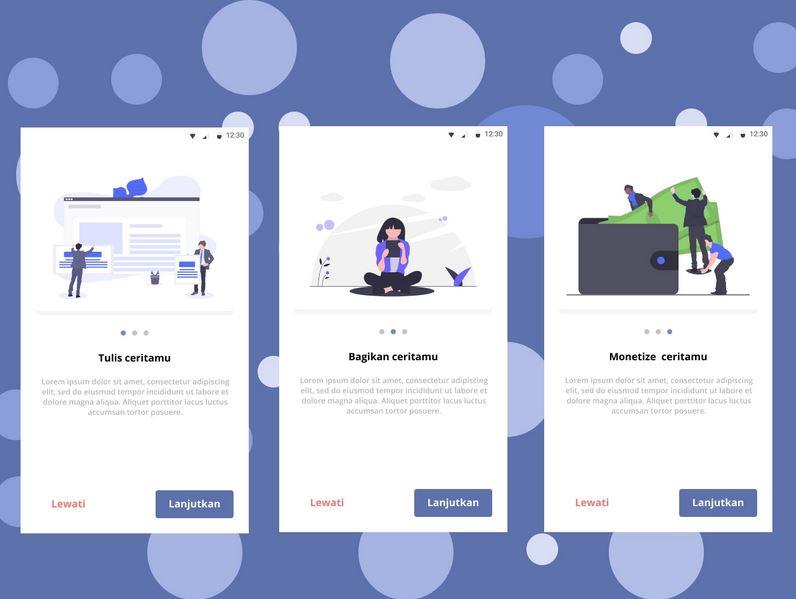 12:30
Tulis ceritamu
Lorem ipsum dolor sit amet, consectetur adipiscing
elit, sed do eiusmod tempor incididunt ut labore et
dolore magna aliqua. Aliquet porttitor lacus luctus
accumsan tortor posuere.
Lewati
Lanjutkan
12:30
Bagikan ceritamu
Lorem ipsum dolor sit amet, consectetur adipiscing
elit, sed do eiusmod tempor incididunt ut labore et
dolore magna aliqua. Aliquet porttitor lacus luctus
accumsan tortor posuere.
Lewati
Lanjutkan
12:30
Monetize ceritamu
Lorem ipsum dolor sit amet, consectetur adipiscing
elit, sed do eiusmod tempor incididunt ut labore et
dolore magna aliqua. Aliquet porttitor lacus luctus
accumsan tortor posuere.
Lewati
Lanjutkan